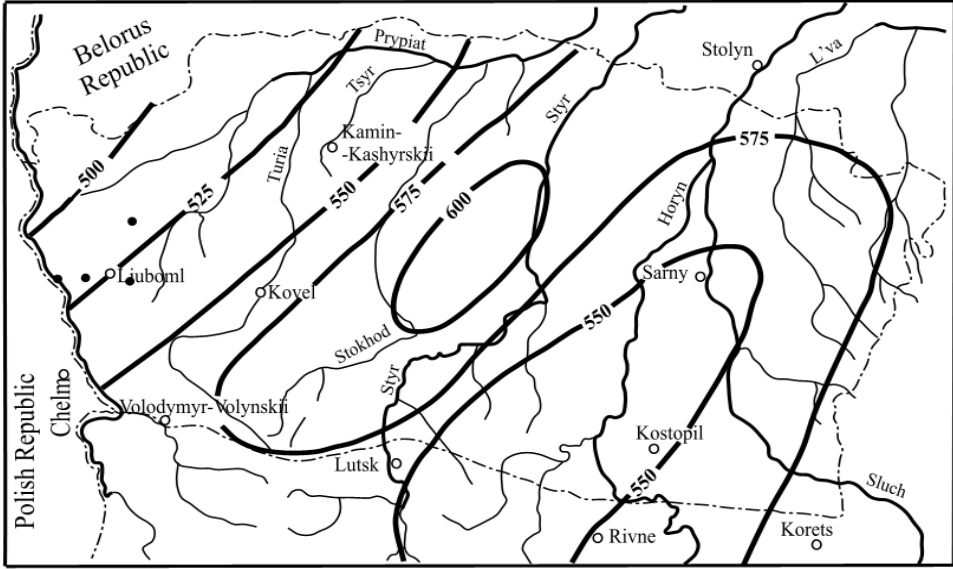 Belorus
Republic
Prypiat
Stolyn
L'va
Tsyr
Styr
Kamin-
-Kashyrskii
Turia
575
500
525
550
575
600
Horyn
Sarny
Liuboml
Kovel
550
Stokhod
Styr
Polish Republic
Chelm
Volodymyr-Volynskii
Kostopil
Lutsk
550
Sluch
Rivne
Korets